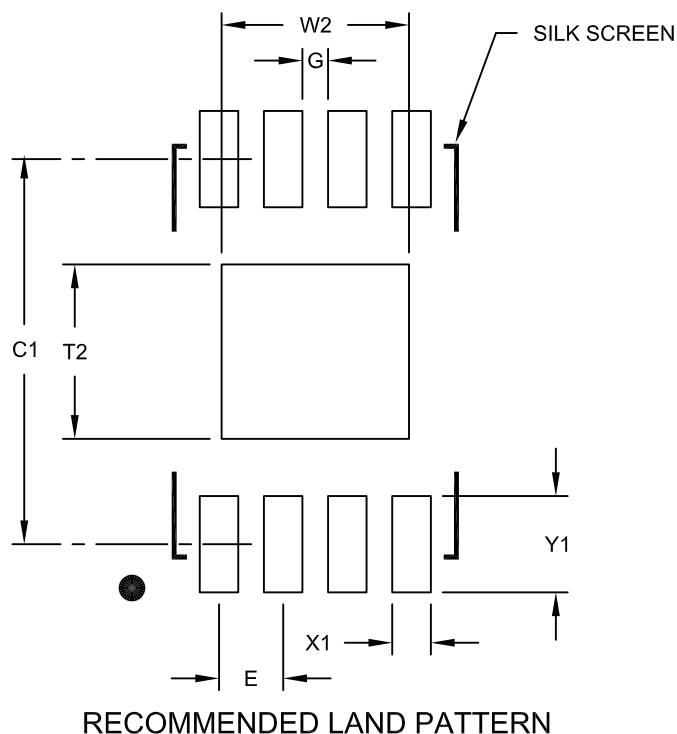 W2
SILK SCREEN
G
C1
T2
Y1
X1
E
RECOMMENDED LAND PATTERN